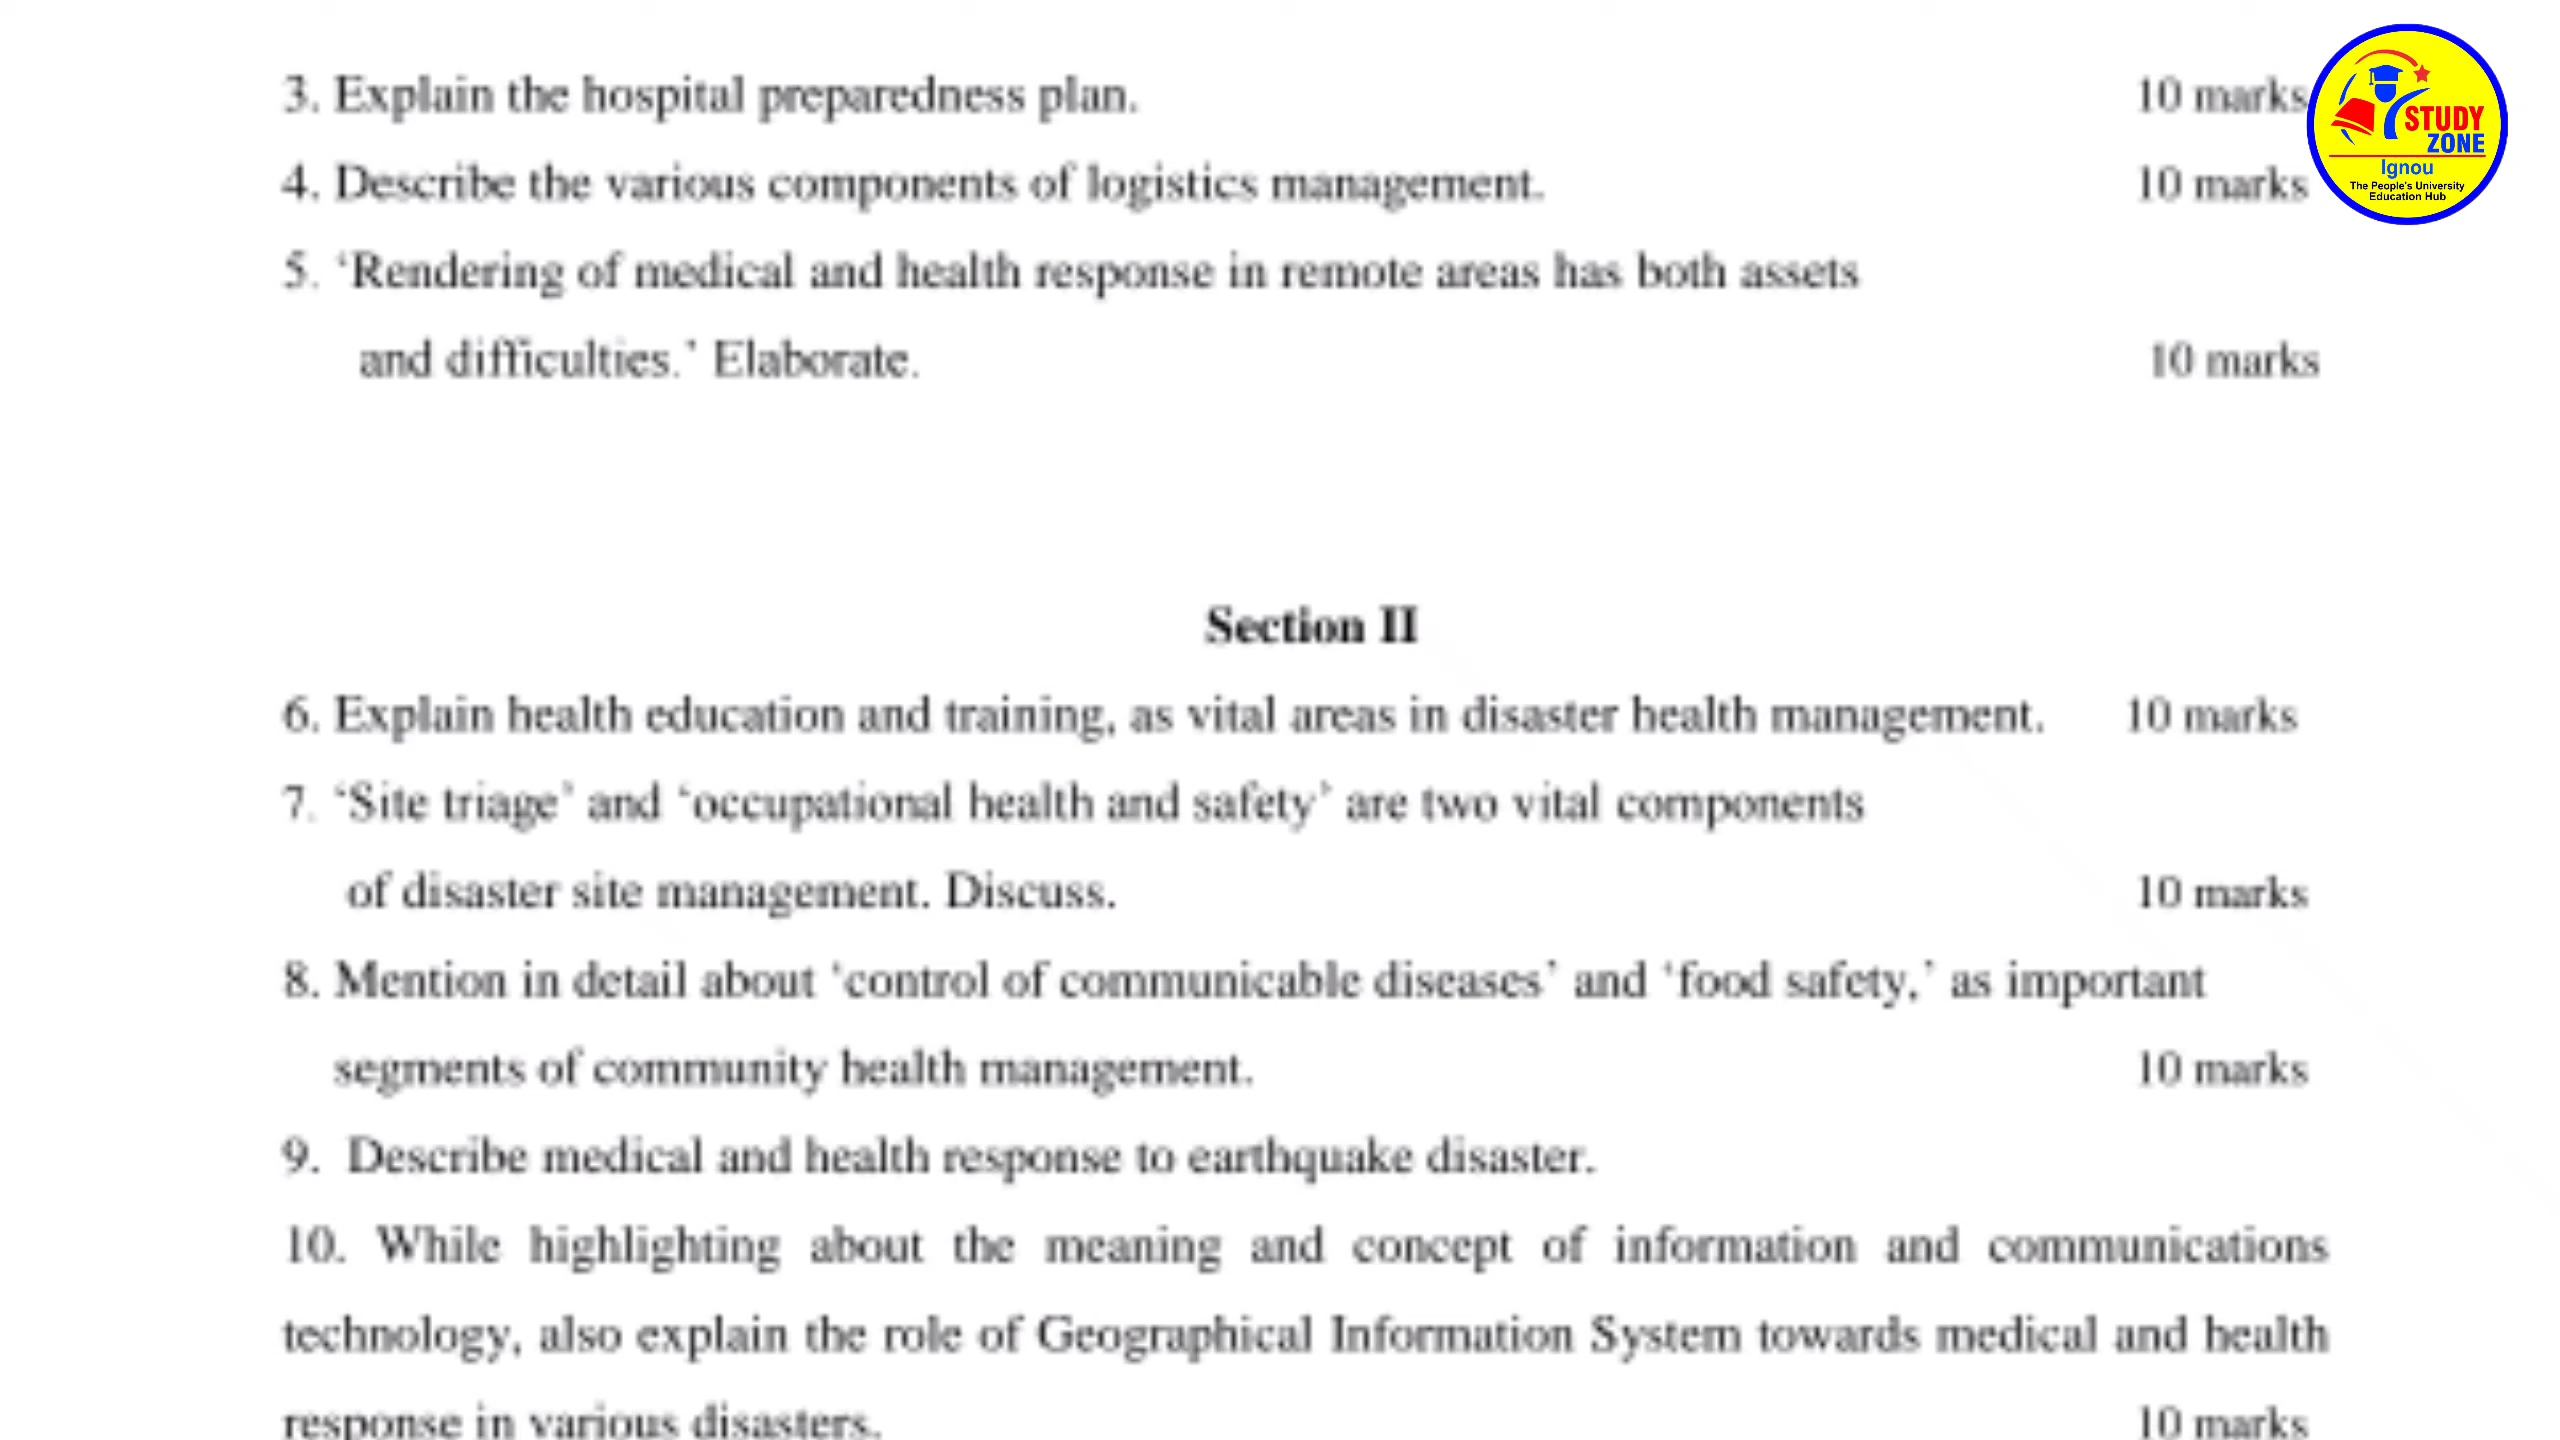 3. Explain the hospital preparedness plan. 10 marks
4. Describe the various components of logistics management. 10 marks
5. ‘Rendering of medical and health response in remote areas has both assets
and difficulties.’ Elaborate. 10 marks
STUDY
ZONE
Ignou
The People's University
Education Hub
Section II
6. Explain health education and training, as vital areas in disaster health management. 10 marks
7. ‘Site triage’ and ‘occupational health and safety’ are two vital components
of disaster site management. Discuss. 10 marks
8. Mention in detail about ‘control of communicable diseases’ and ‘food safety,’ as important
segments of community health management. 10 marks
9. Describe medical and health response to earthquake disaster.
10. While highlighting about the meaning and concept of information and communications
technology, also explain the role of Geographical Information System towards medical and health
response in various disasters. 10 marks